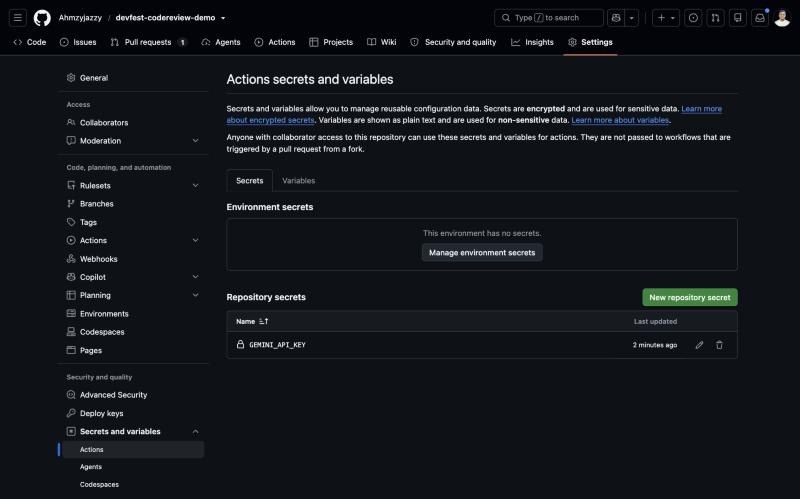 Ahmzyjazzy / devfest-codereview-demo
Type / to search
Code
Issues
Pull requests 1
Agents
Actions
Projects
Wiki
Security and quality
Insights
Settings
General
Access
Collaborators
Moderation
Code, planning, and automation
Rulesets
Branches
Tags
Actions
Webhooks
Copilot
Planning
Environments
Codespaces
Pages
Security and quality
Advanced Security
Deploy keys
Secrets and variables
Actions
Agents
Codespaces
Actions secrets and variables
Secrets and variables allow you to manage reusable configuration data. Secrets are encrypted and are used for sensitive data. Learn more
about encrypted secrets. Variables are shown as plain text and are used for non-sensitive data. Learn more about variables.
Anyone with collaborator access to this repository can use these secrets and variables for actions. They are not passed to workflows that are
triggered by a pull request from a fork.
Secrets
Variables
Environment secrets
This environment has no secrets.
Manage environment secrets
Repository secrets
New repository secret
Name
Last updated
GEMINI_API_KEY
2 minutes ago